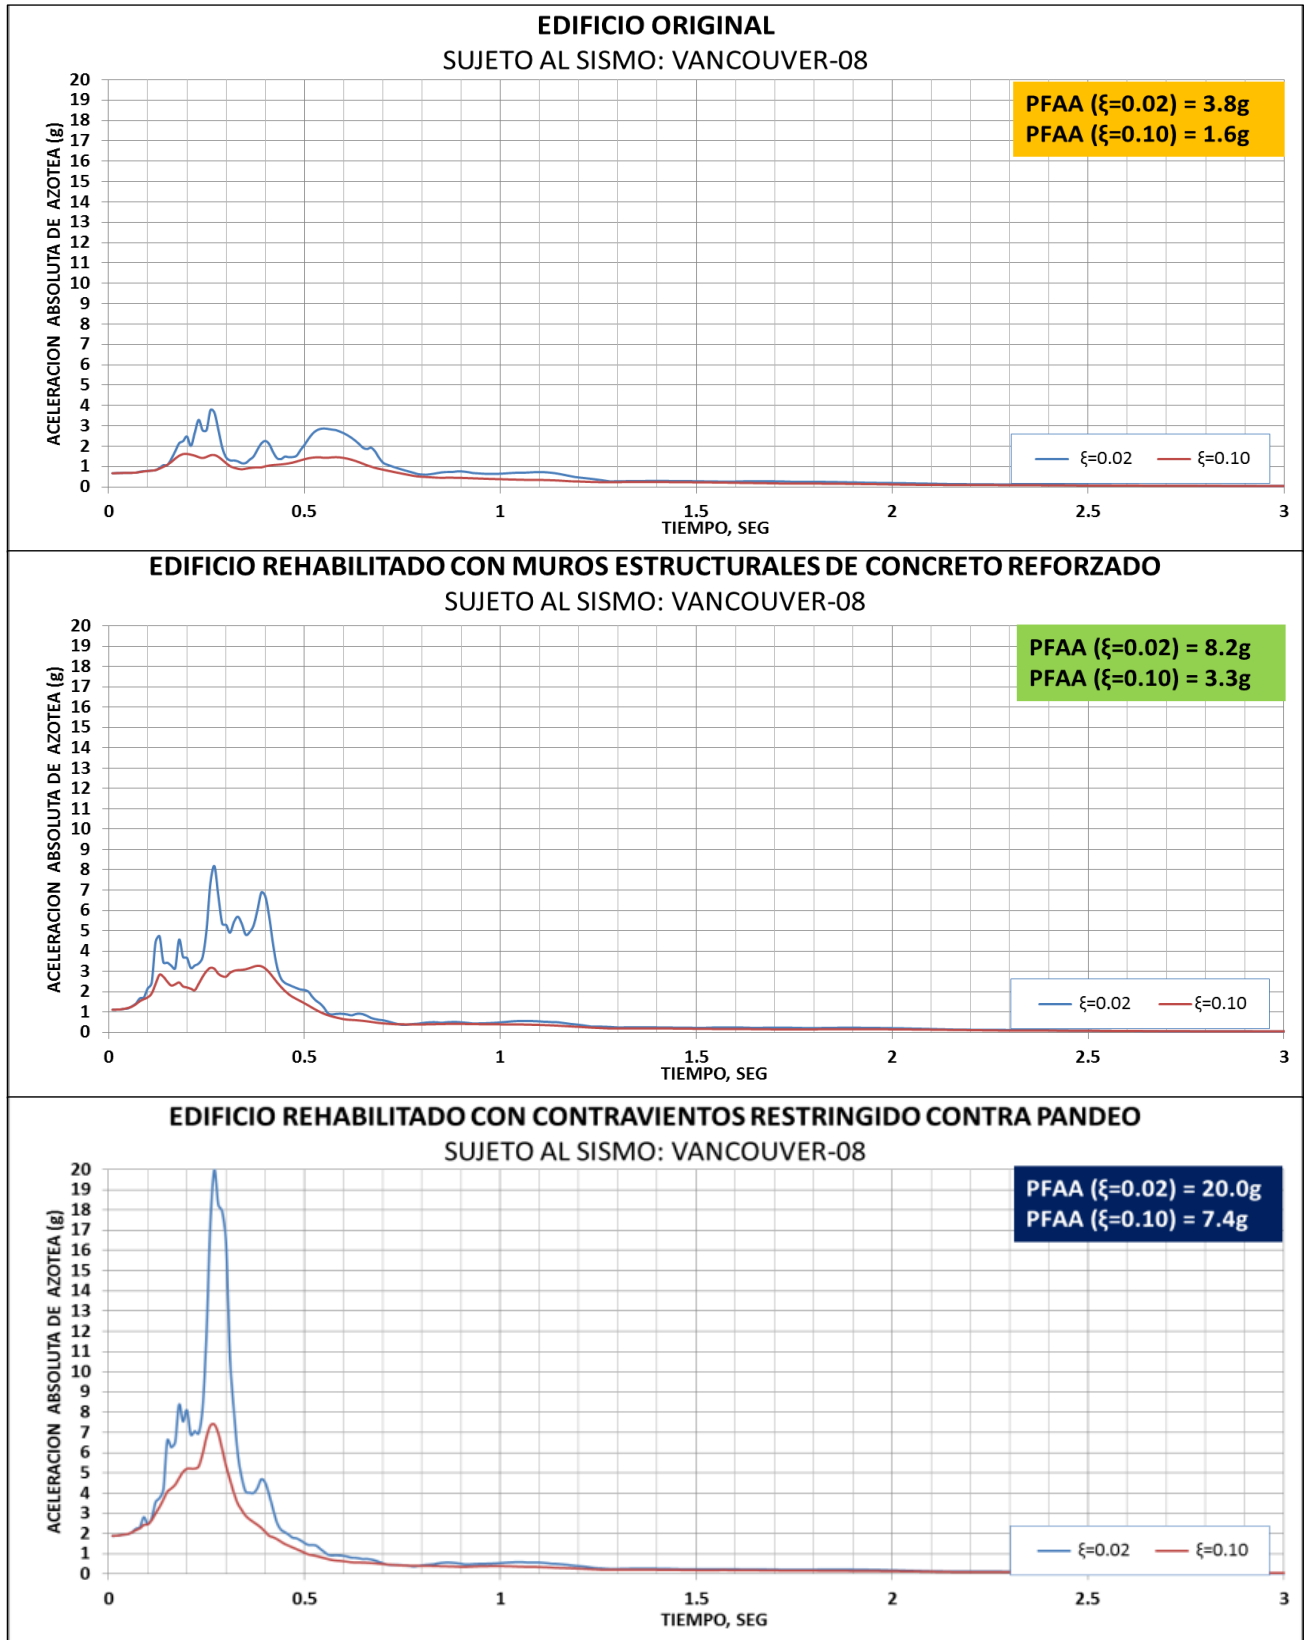 EDIFICIO ORIGINAL
SUJETO AL SISMO: VANCOUVER-08
ACELERACION ABSOLUTA DE AZOTEA (g)
20
19
18
17
16
15
14
13
12
11
10
9
8
7
6
5
4
3
2
1
0
PFAA (ξ=0.02) = 3.8g
PFAA (ξ=0.10) = 1.6g
ξ=0.02 ξ=0.10
0 0.5 1 1.5 2 2.5 3
TIEMPO, SEG
EDIFICIO REHABILITADO CON MUROS ESTRUCTURALES DE CONCRETO REFORZADO
SUJETO AL SISMO: VANCOUVER-08
ACELERACION ABSOLUTA DE AZOTEA (g)
20
19
18
17
16
15
14
13
12
11
10
9
8
7
6
5
4
3
2
1
0
PFAA (ξ=0.02) = 8.2g
PFAA (ξ=0.10) = 3.3g
ξ=0.02 ξ=0.10
0 0.5 1 1.5 2 2.5 3
TIEMPO, SEG
EDIFICIO REHABILITADO CON CONTRAVIENTOS RESTRINGIDO CONTRA PANDEO
SUJETO AL SISMO: VANCOUVER-08
ACELERACION ABSOLUTA DE AZOTEA (g)
20
19
18
17
16
15
14
13
12
11
10
9
8
7
6
5
4
3
2
1
0
PFAA (ξ=0.02) = 20.0g
PFAA (ξ=0.10) = 7.4g
ξ=0.02 ξ=0.10
0 0.5 1 1.5 2 2.5 3
TIEMPO, SEG